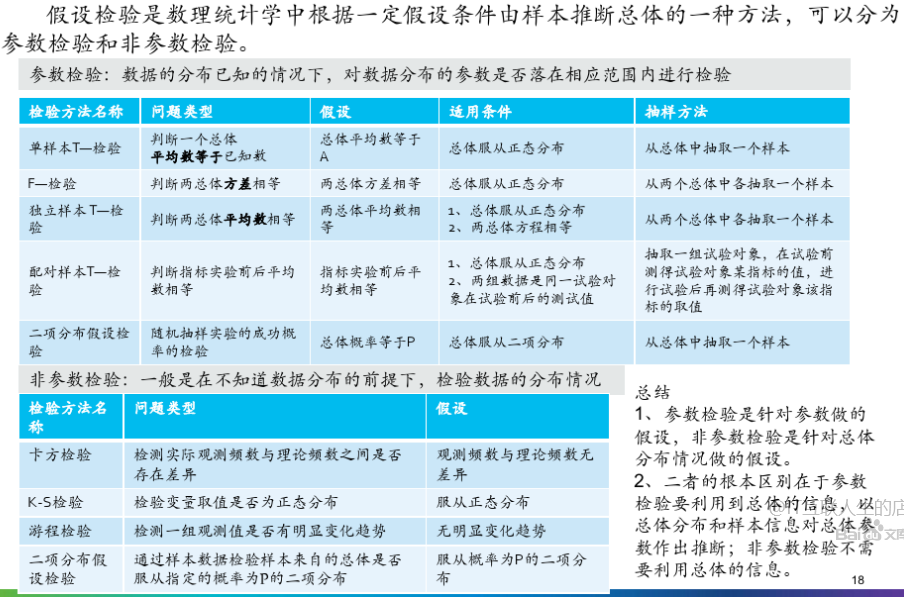 假设检验是数理统计学中根据一定假设条件由样本推断总体的一种方法，可以分为
参数检验和非参数检验。
参数检验：数据的分布已知的情况下，对数据分布的参数是否落在相应范围内进行检验
检验方法名称 问题类型 假设 适用条件 抽样方法
单样本T—检验
判断一个总体
平均数等于已知数
总体平均数等于
A
总体服从正态分布
从总体中抽取一个样本
F—检验
判断两总体方差相等
两总体方差相等
总体服从正态分布
从两个总体中各抽取一个样本
独立样本T—检
验
判断两总体平均数相等
两总体平均数相
等
1、总体服从正态分布
2、两总体方程相等
从两个总体中各抽取一个样本
配对样本T—检
验
判断指标实验前后平均
数相等
指标实验前后平
均数相等
1、总体服从正态分布
2、两组数据是同一试验对
象在试验前后的测试值
抽取一组试验对象，在试验前
测得试验对象某指标的值，进
行试验后再测得试验对象该指
标的取值
二项分布假设检
验
随机抽样实验的成功概
率的检验
总体概率等于P
总体服从二项分布
从总体中抽取一个样本
非参数检验：一般是在不知道数据分布的前提下，检验数据的分布情况
检验方法名
称
问题类型
假设
卡方检验
检测实际观测频数与理论频数之间是否
存在差异
观测频数与理论频数无
差异
K-S检验
检验变量取值是否为正态分布
服从正态分布
游程检验
检测一组观测值是否有明显变化趋势
无明显变化趋势
二项分布假
设检验
通过样本数据检验样本来自的总体是否
服从指定的概率为P的二项分布
服从概率为P的二项分
布
总结
1、参数检验是针对参数做的
假设，非参数检验是针对总体
分布情况做的假设。
2、二者的根本区别在于参数
检验要利用到总体的信息，以
总体分布和样本信息对总体参
数作出推断；非参数检验不需
要利用总体的信息。
人生的店
Bai 文库
18